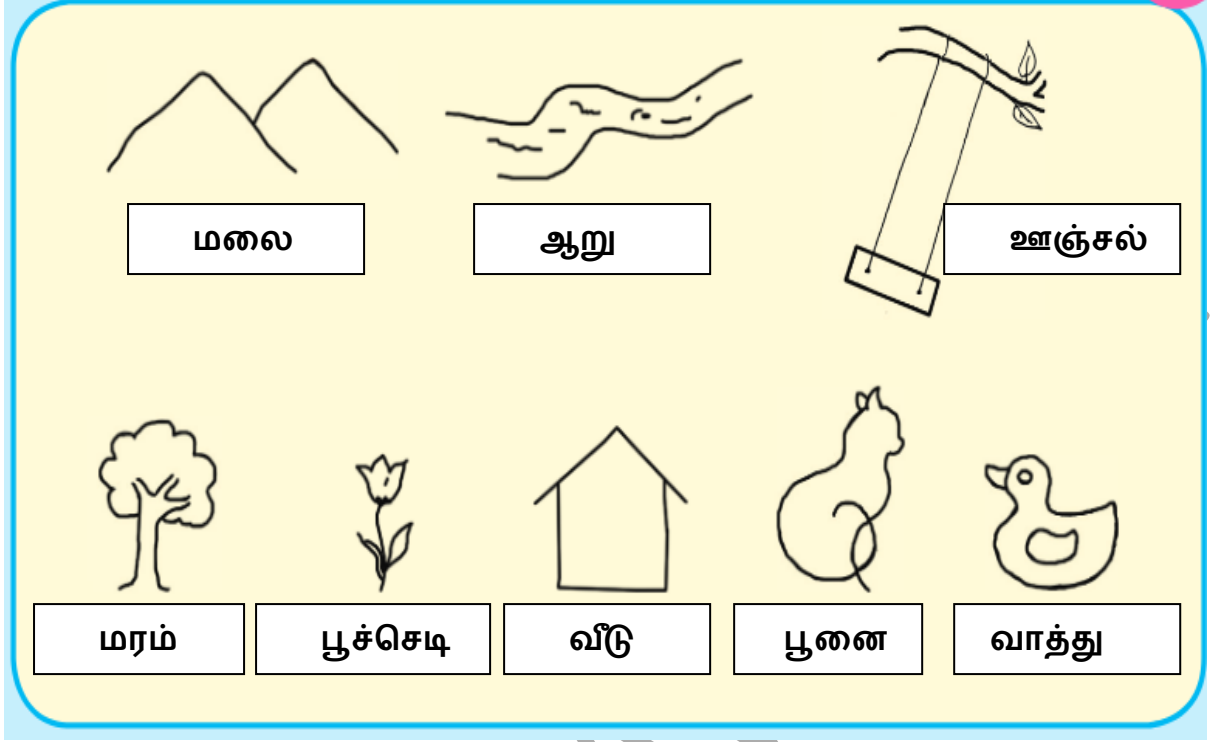 மலை
ஆறு
ஊஞ்சல்
மரம்
பூச்செடி
வீடு
பூனை
வாத்து